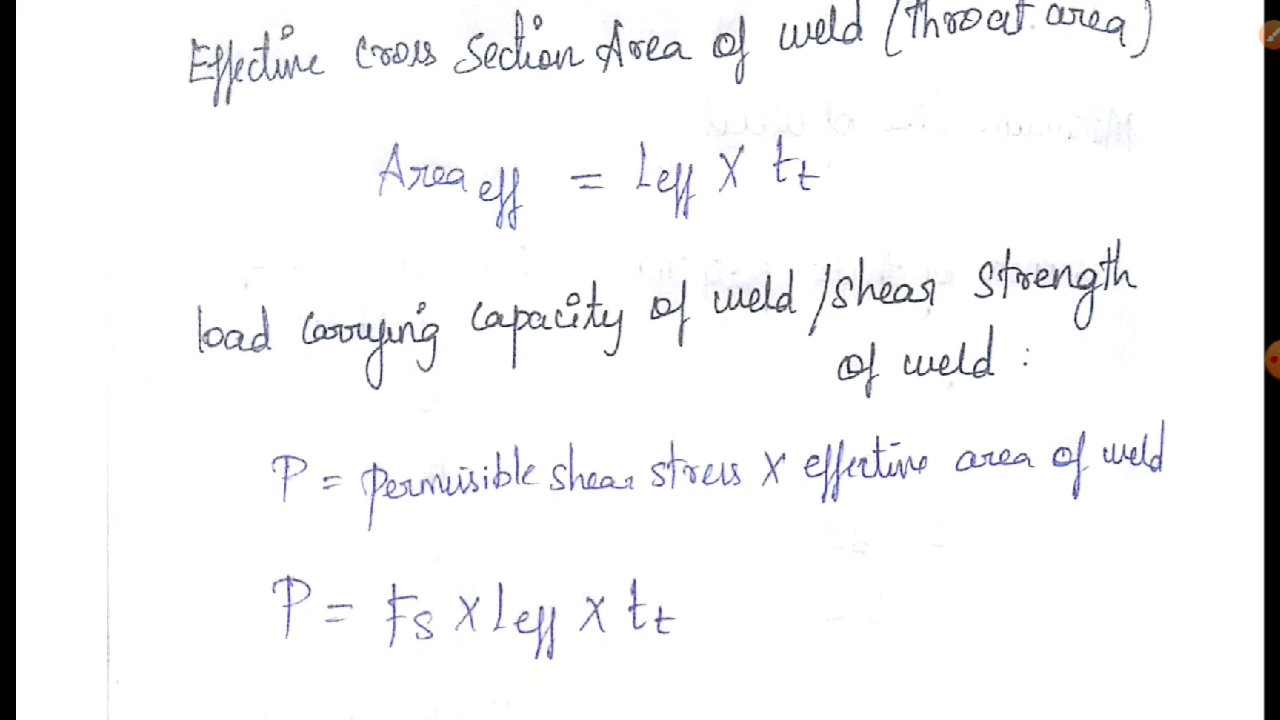 Effective Cross Section Area of weld (throat area)
Area eff = Leff X tt
load carrying capacity of weld / shear strength
of weld :
P = permissible shear stress X effective area of weld
P = Fs X Leff X tt